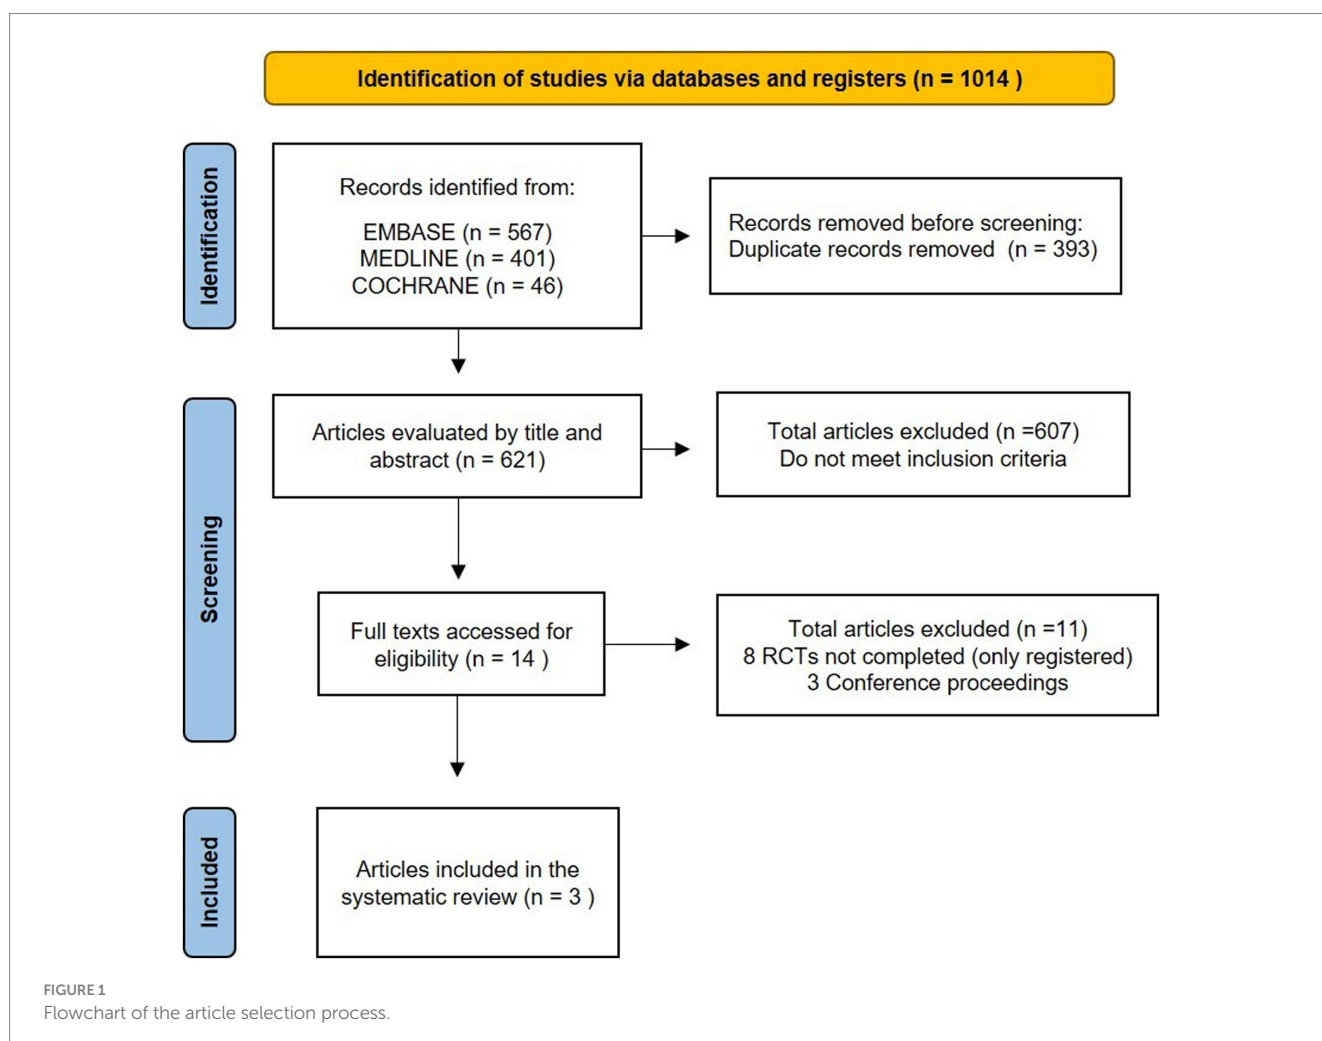 Identification of studies via databases and registers (n = 1014 )
Identification
Records identified from:
EMBASE (n = 567)
MEDLINE (n = 401)
COCHRANE (n = 46)
Records removed before screening:
Duplicate records removed  (n = 393)
Screening
Articles evaluated by title and
abstract (n = 621)
Total articles excluded (n =607)
Do not meet inclusion criteria
Full texts accessed for
eligibility (n = 14 )
Total articles excluded (n =11)
8 RCTs not completed (only registered)
3 Conference proceedings
Included
Articles included in the
systematic review (n = 3 )
FIGURE 1
Flowchart of the article selection process.